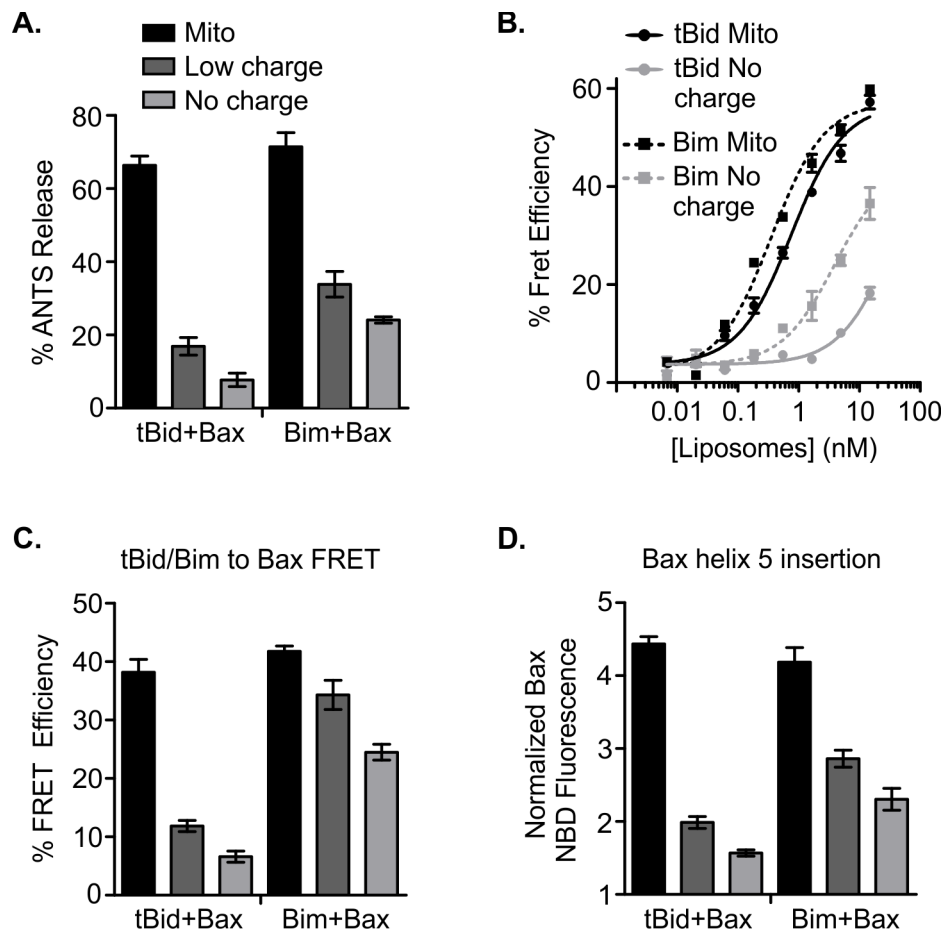 A.
Mito
Low charge
No charge
80
60
40
20
0
% ANTS Release
tBid+Bax
Bim+Bax
B.
tBid Mito
tBid No
charge
Bim Mito
Bim No
charge
60
40
20
0
% Fret Efficiency
0.01 0.1 1 10 100
[Liposomes] (nM)
C.
tBid/Bim to Bax FRET
50
40
30
20
10
0
% FRET Efficiency
tBid+Bax
Bim+Bax
D.
Bax helix 5 insertion
5
4
3
2
1
Normalized Bax
NBD Fluorescence
tBid+Bax
Bim+Bax